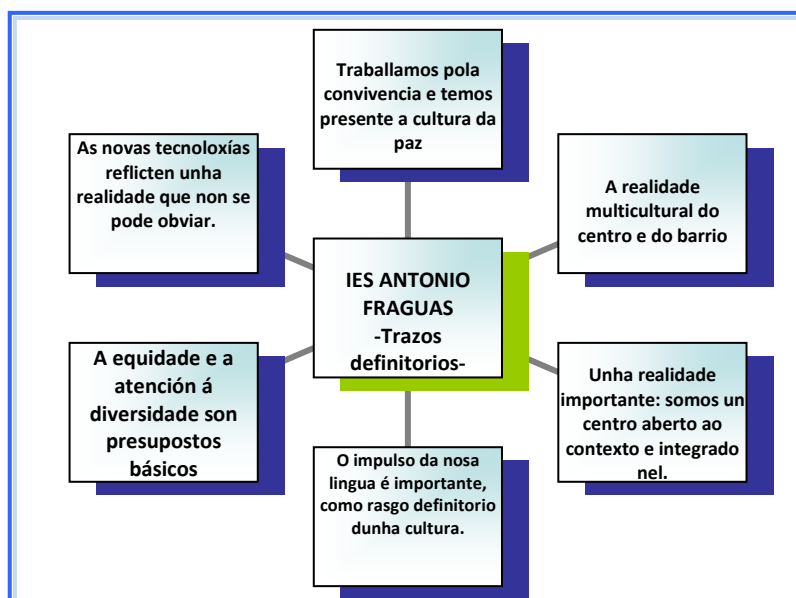 Traballamos pola
convivencia e temos
presente a cultura da
paz
As novas tecnoloxías
reflicten unha
realidade que non se
pode obviar.
A realidade
multicultural do
centro e do barrio
IES ANTONIO
FRAGUAS
-Trazos
definitorios-
A equidade e a
atención á
diversidade son
presupostos
básicos
Unha realidade
importante: somos un
centro aberto ao
contexto e integrado
nel.
O impulso da nosa
lingua é importante,
como rasgo definitorio
dunha cultura.